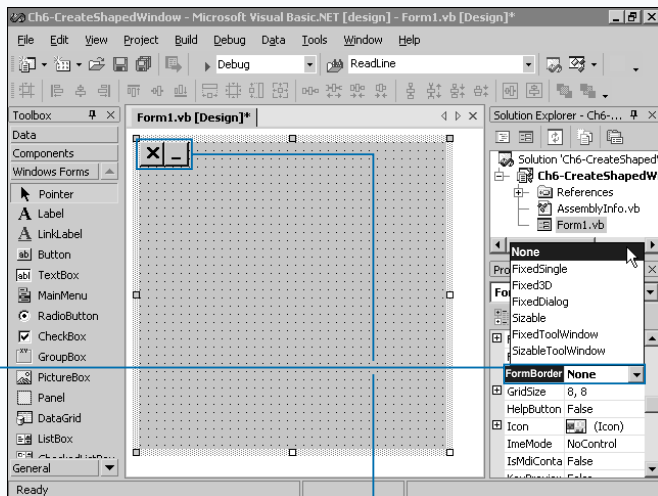 Ch6-CreateShapedWindow - Microsoft Visual Basic.NET [design] - Form1.vb [Design]*
File Edit View Project Build Debug Data Tools Window Help
Debug ReadLine
Toolbox
Form1.vb [Design]*
Solution Explorer - Ch6-...
Data
Components
Windows Forms
Pointer
Label
LinkLabel
Button
TextBox
MainMenu
RadioButton
CheckBox
GroupBox
PictureBox
Panel
DataGrid
ListBox
General
Solution 'Ch6-CreateShaped
Ch6-CreateShapedW
References
AssemblyInfo.vb
Form1.vb
None
FixedSingle
Fixed3D
FixedDialog
Sizable
FixedToolWindow
SizableToolWindow
Pro
For
FormBorder None
GridSize 8, 8
HelpButton False
Icon (Icon)
ImeMode NoControl
IsMdiConta False
Ready